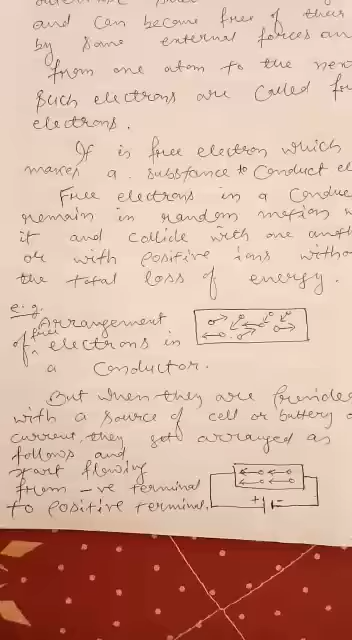 and can become free of their
by some external forces an
from one atom to the nex
Such electrons are called fr
electrons.
If is free electron which
makes a substance to conduct el
Free electrons in a Conduc
remain in random motion w
it and collide with one anoth
or with positive ions witho
the total loss of energy.
e.g.
Arrangement
of free electrons in
a Conductor.
But when they are provide
with a source of cell or battery o
current, they get arranged as
follows and
start flowing
from -ve terminal
to positive terminal.
+ -